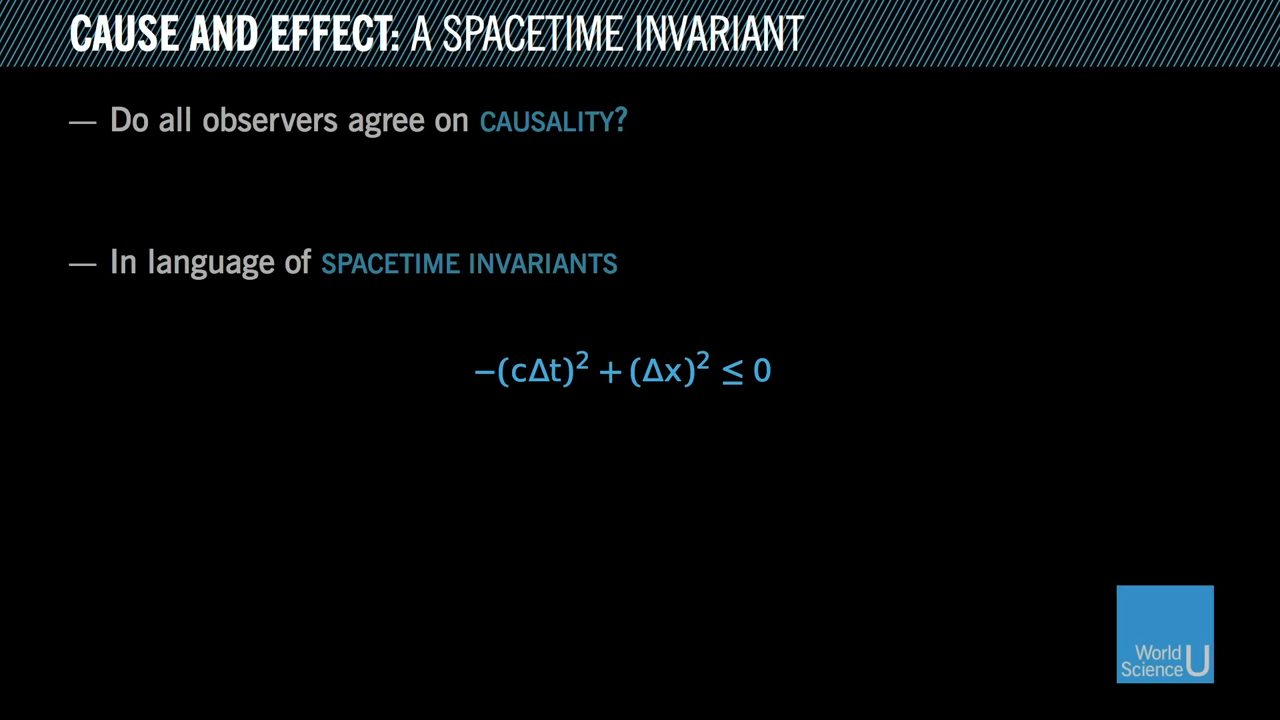 CAUSE AND EFFECT: A SPACETIME INVARIANT
— Do all observers agree on CAUSALITY?
— In language of SPACETIME INVARIANTS
−(cΔt)² + (Δx)² ≤ 0
World
Science U